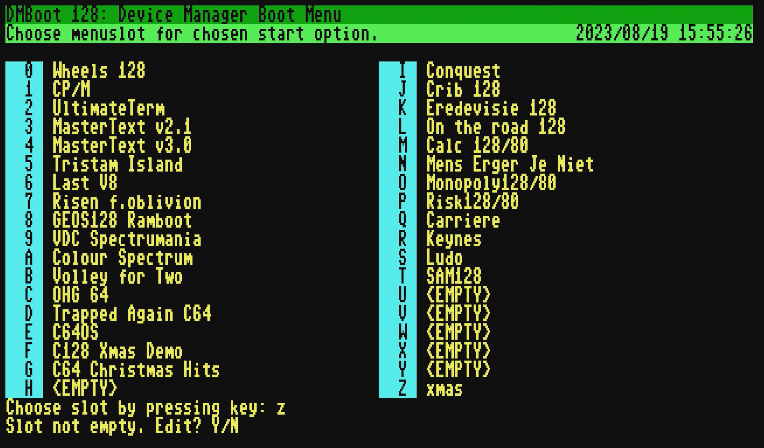 DMBoot 128: Device Manager Boot Menu
Choose menuslot for chosen start option. 2023/08/19 15:55:26
0 Wheels 128
1 CP/M
2 UltimateTerm
3 MasterText v2.1
4 MasterText v3.0
5 Tristam Island
6 Last V8
7 Risen f.oblivion
8 GEOS128 Ramboot
9 VDC Spectrumania
A Colour Spectrum
B Volley for Two
C OHG 64
D Trapped Again C64
E C64OS
F C128 Xmas Demo
G C64 Christmas Hits
H <EMPTY>
I Conquest
J Crib 128
K Eredevisie 128
L On the road 128
M Calc 128/80
N Mens Erger Je Niet
O Monopoly128/80
P Risk128/80
Q Carriere
R Keynes
S Ludo
T SAM128
U <EMPTY>
V <EMPTY>
W <EMPTY>
X <EMPTY>
Y <EMPTY>
Z xmas
Choose slot by pressing key: z
Slot not empty. Edit? Y/N